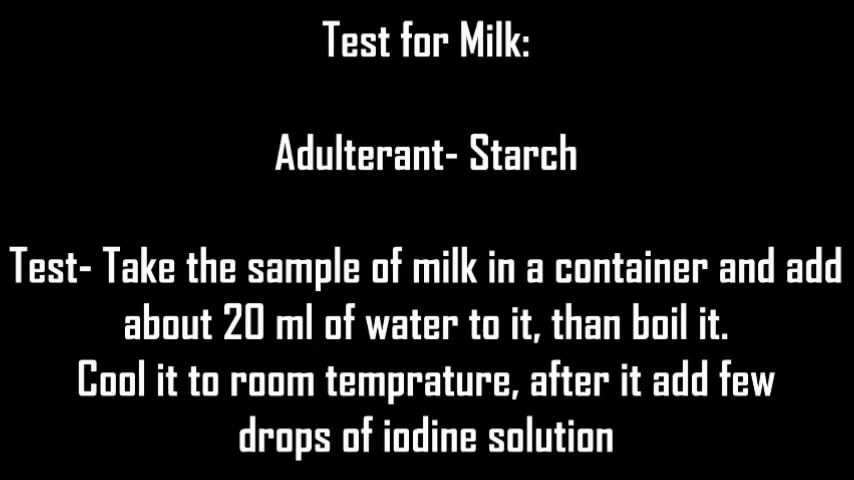 Test for Milk:
Adulterant- Starch
Test- Take the sample of milk in a container and add
about 20 ml of water to it, than boil it.
Cool it to room temprature, after it add few
drops of iodine solution